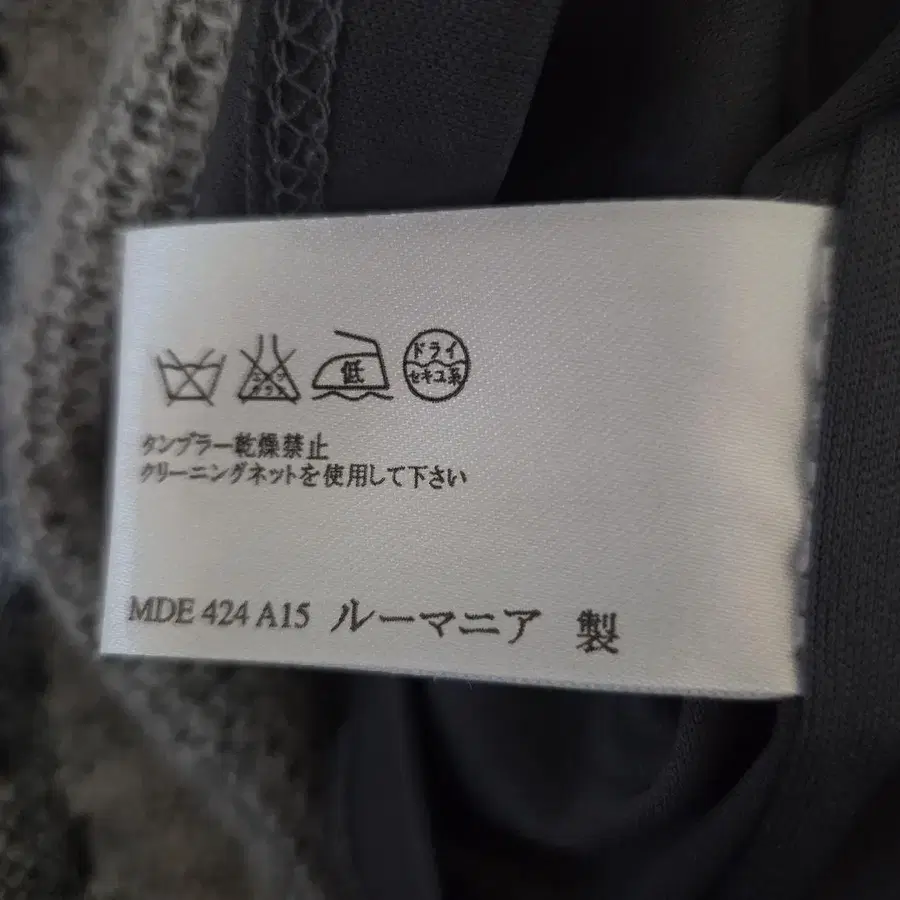 低
ドライ
セキユ系
タンブラー乾燥禁止
クリーニングネットを使用して下さい
MDE 424 A15 ルーマニア 製